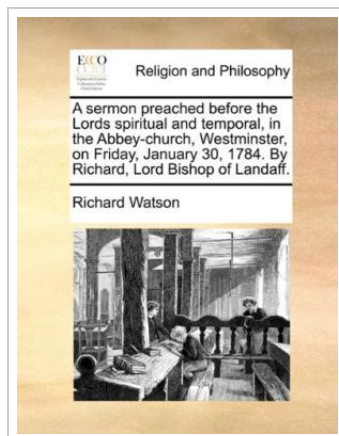 ECCO
Religion and Philosophy
A sermon preached before the
Lords spiritual and temporal, in
the Abbey-church, Westminster,
on Friday, January 30, 1784. By
Richard, Lord Bishop of Landaff.
Richard Watson